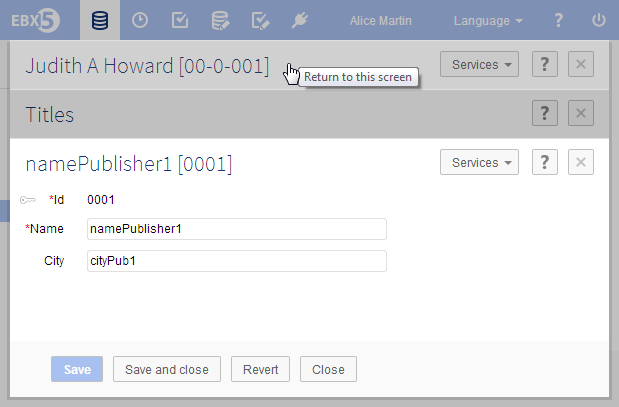 EBX5 Alice Martin Language ?
Judith A Howard [00-0-001] Services ? ×
Return to this screen
Titles ? ×
namePublisher1 [0001] Services ? ×
*Id 0001
*Name namePublisher1
City cityPub1
Save Save and close Revert Close